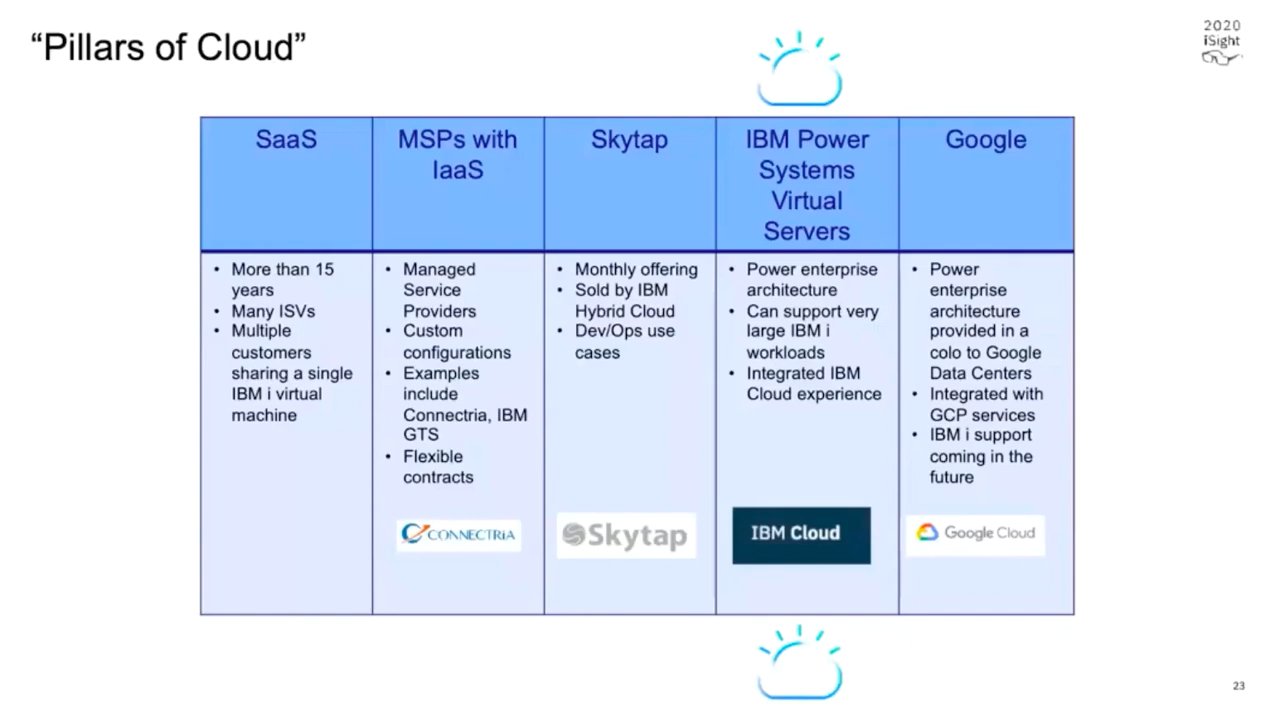 “Pillars of Cloud”
2020
iSight
SaaS
MSPs with
IaaS
Skytap
IBM Power
Systems
Virtual
Servers
Google
• More than 15
years
• Many ISVs
• Multiple
customers
sharing a single
IBM i virtual
machine
• Managed
Service
Providers
• Custom
configurations
• Examples
include
Connectria, IBM
GTS
• Flexible
contracts
CONNECTRiA
• Monthly offering
• Sold by IBM
Hybrid Cloud
• Dev/Ops use
cases
Skytap
• Power enterprise
architecture
• Can support very
large IBM i
workloads
• Integrated IBM
Cloud experience
IBM Cloud
• Power
enterprise
architecture
provided in a
colo to Google
Data Centers
• Integrated with
GCP services
• IBM i support
coming in the
future
Google Cloud
23